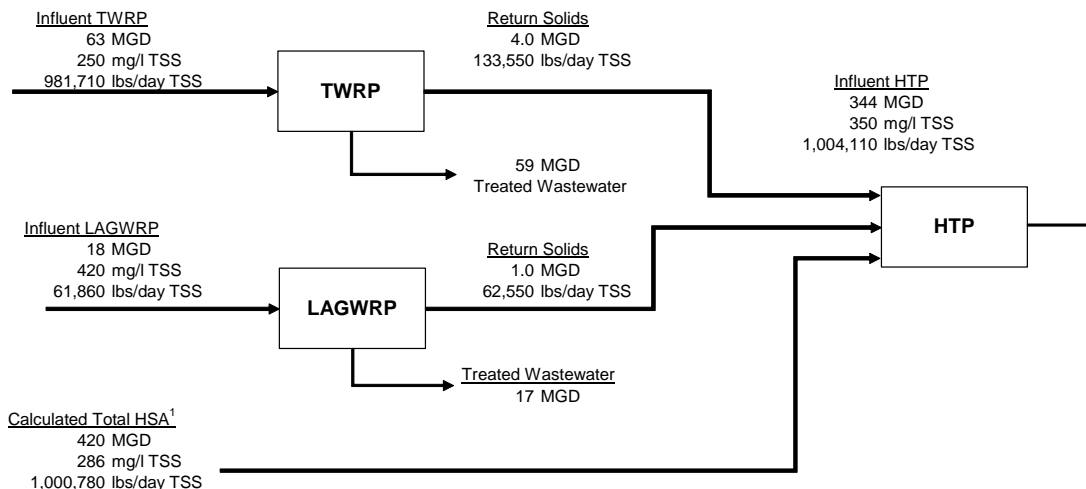 Influent TWRP
63 MGD
250 mg/l TSS
981,710 lbs/day TSS
TWRP
Return Solids
4.0 MGD
133,550 lbs/day TSS
59 MGD
Treated Wastewater
Influent HTP
344 MGD
350 mg/l TSS
1,004,110 lbs/day TSS
HTP
Influent LAGWRP
18 MGD
420 mg/l TSS
61,860 lbs/day TSS
LAGWRP
Return Solids
1.0 MGD
62,550 lbs/day TSS
Treated Wastewater
17 MGD
Calculated Total HSA¹
420 MGD
286 mg/l TSS
1,000,780 lbs/day TSS